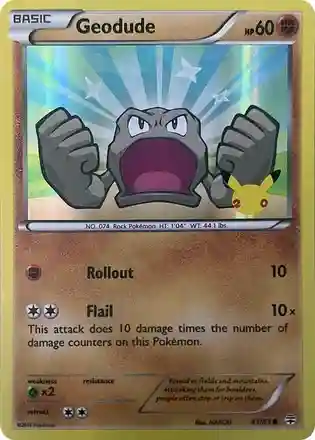 BASIC
Geodude
HP60
NO. 074 Rock Pokémon HT: 1'04" WT: 44.1 lbs.
Rollout 10
Flail 10×
This attack does 10 damage times the number
of damage counters on this Pokémon.
weakness resistance
×2
Found in fields and mountains,
mistaking them for boulders,
people often step or trip on them.
retreat